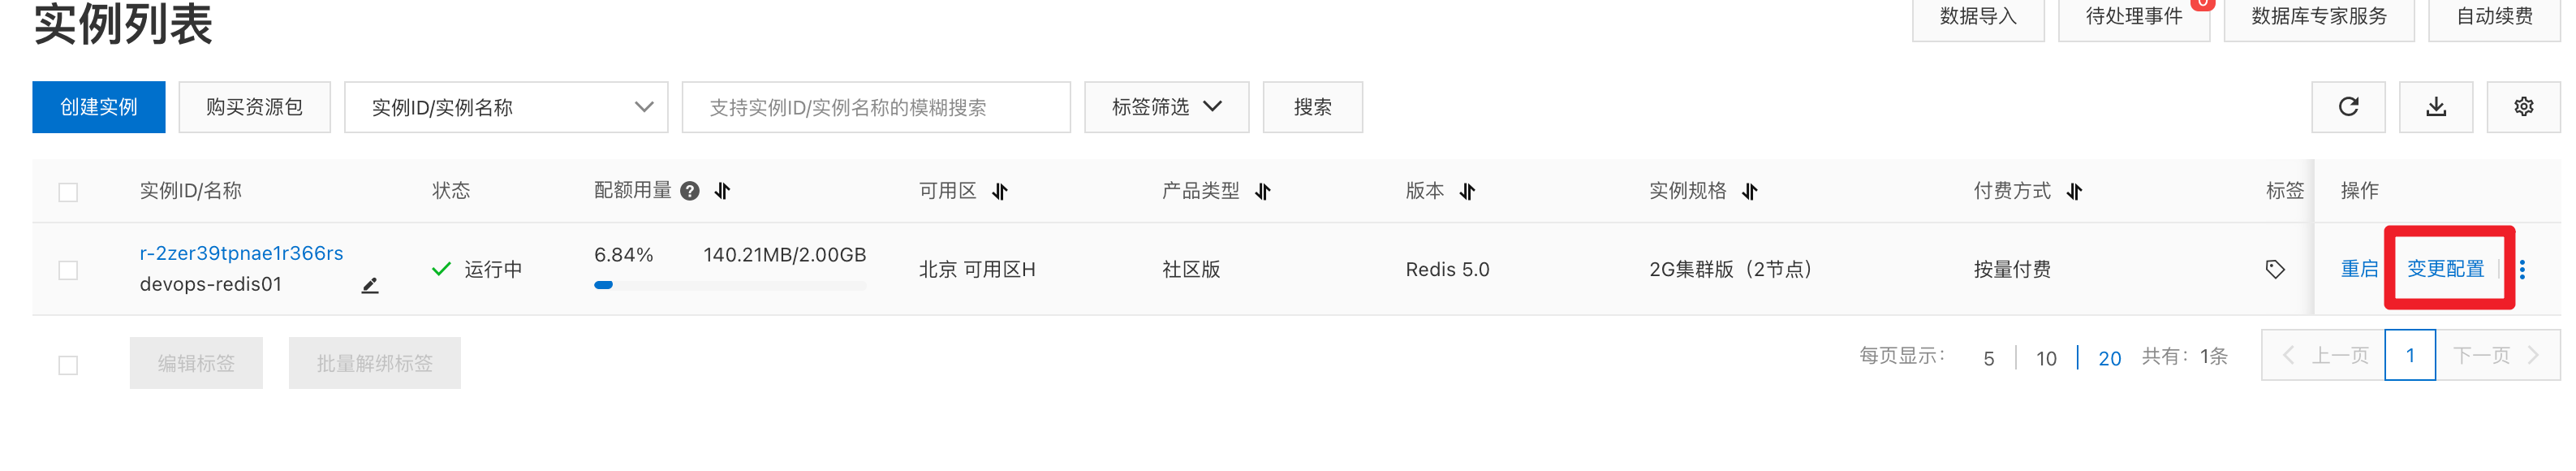 实例列表
数据导入
待处理事件
0
数据库专家服务
自动续费
创建实例
购买资源包
实例ID/实例名称
支持实例ID/实例名称的模糊搜索
标签筛选
搜索
实例ID/名称 状态 配额用量 ? 可用区 产品类型 版本 实例规格 付费方式 标签 操作
r-2zer39tpnae1r366rs
devops-redis01
运行中
6.84% 140.21MB/2.00GB
北京 可用区H
社区版
Redis 5.0
2G集群版（2节点）
按量付费
重启
变更配置
编辑标签
批量解绑标签
每页显示： 5 10 20 共有：1条
上一页 1 下一页